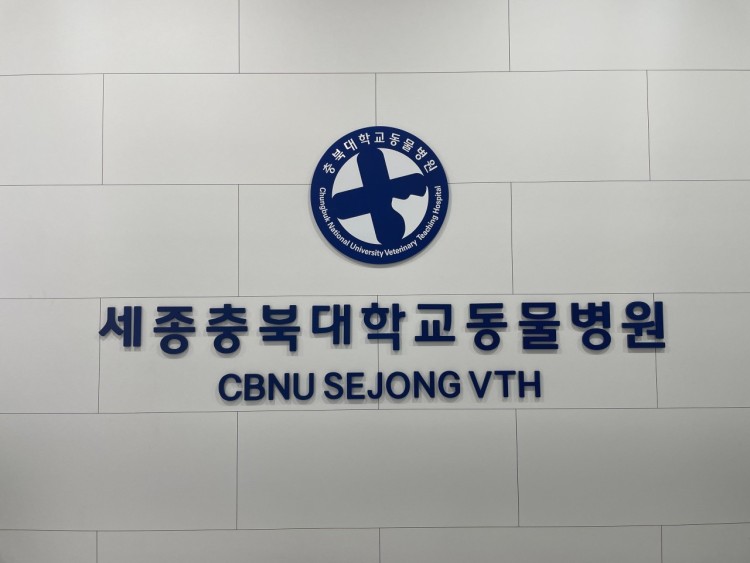 충북대학교동물병원
Chungbuk National University Veterinary Teaching Hospital
세종충북대학교동물병원
CBNU SEJONG VTH